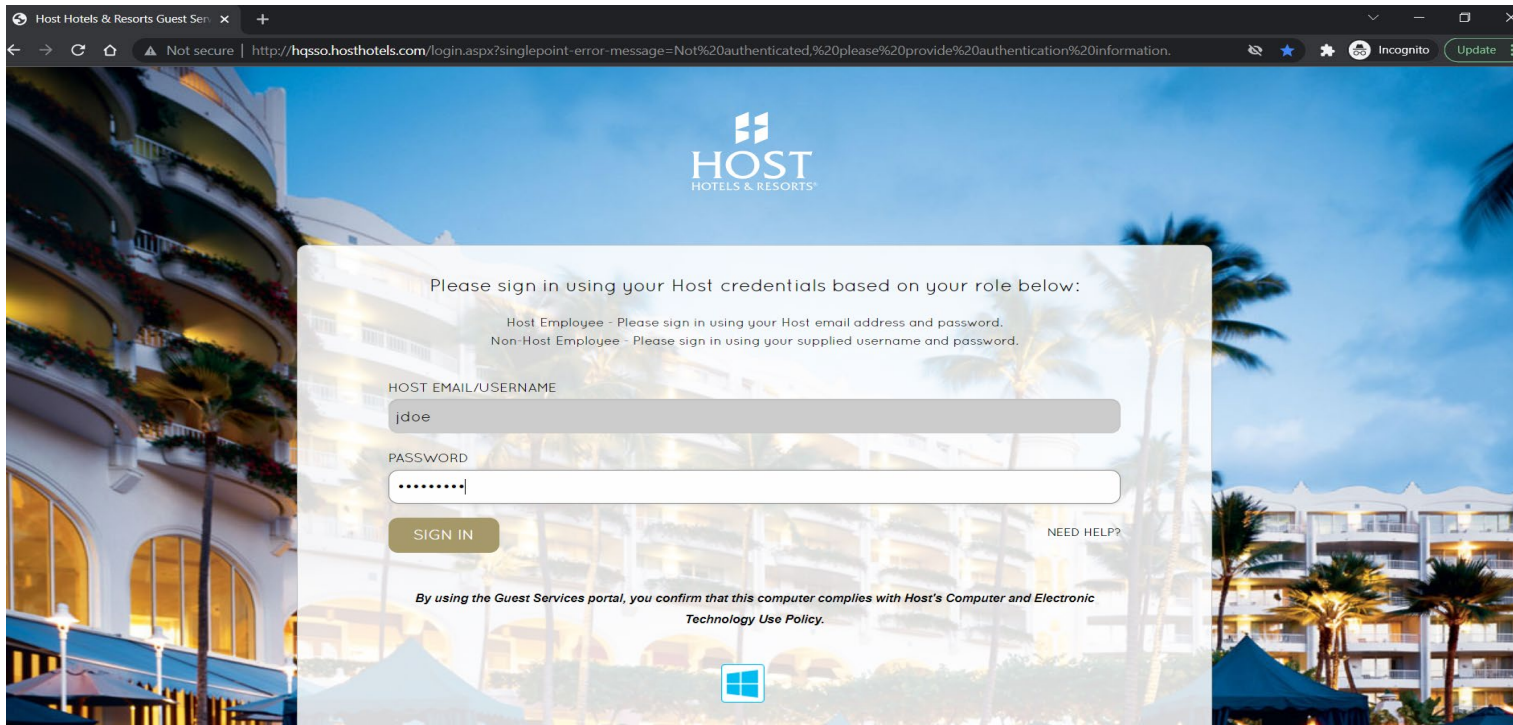 Host Hotels & Resorts Guest Ser
Not secure | http://hqsso.hosthotels.com/login.aspx?singlepoint-error-message=Not%20authenticated,%20please%20provide%20authentication%20information.
Incognito
Update
HOST
HOTELS & RESORTS®
Please sign in using your Host credentials based on your role below:
Host Employee - Please sign in using your Host email address and password.
Non-Host Employee - Please sign in using your supplied username and password.
HOST EMAIL/USERNAME
jdoe
PASSWORD
•••••••••
SIGN IN
NEED HELP?
By using the Guest Services portal, you confirm that this computer complies with Host's Computer and Electronic
Technology Use Policy.